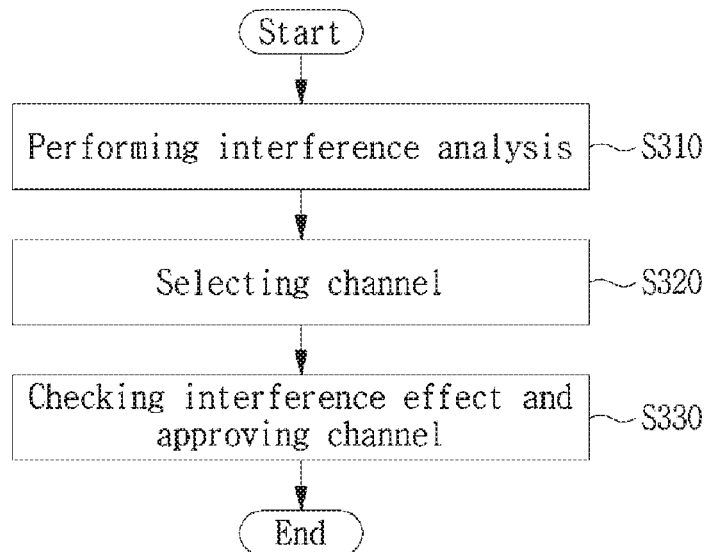 Start
Performing interference analysis
S310
Selecting channel
S320
Checking interference effect and
approving channel
S330
End